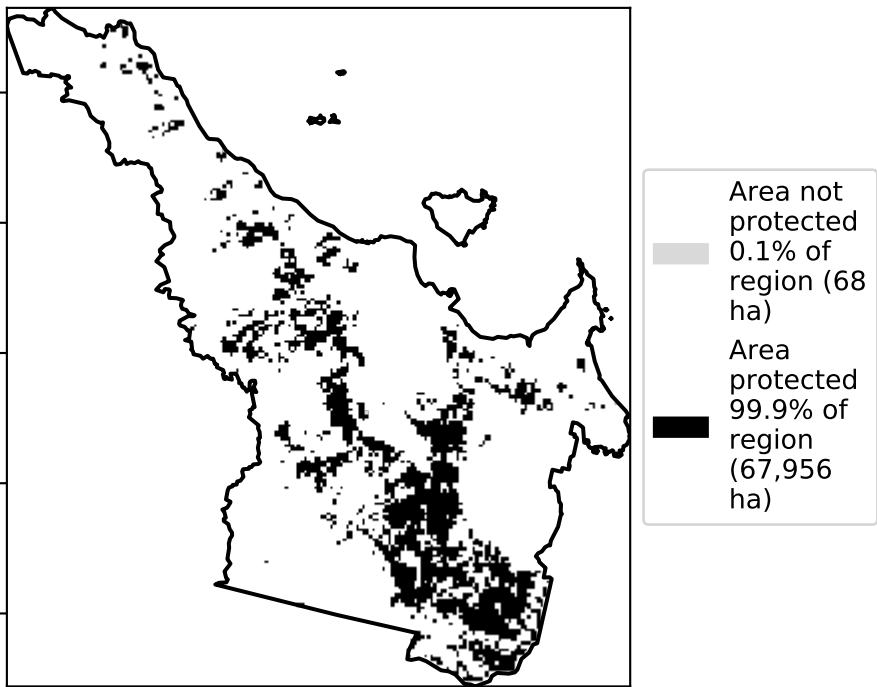 Area not
protected
0.1% of
region (68
ha)
Area
protected
99.9% of
region
(67,956
ha)